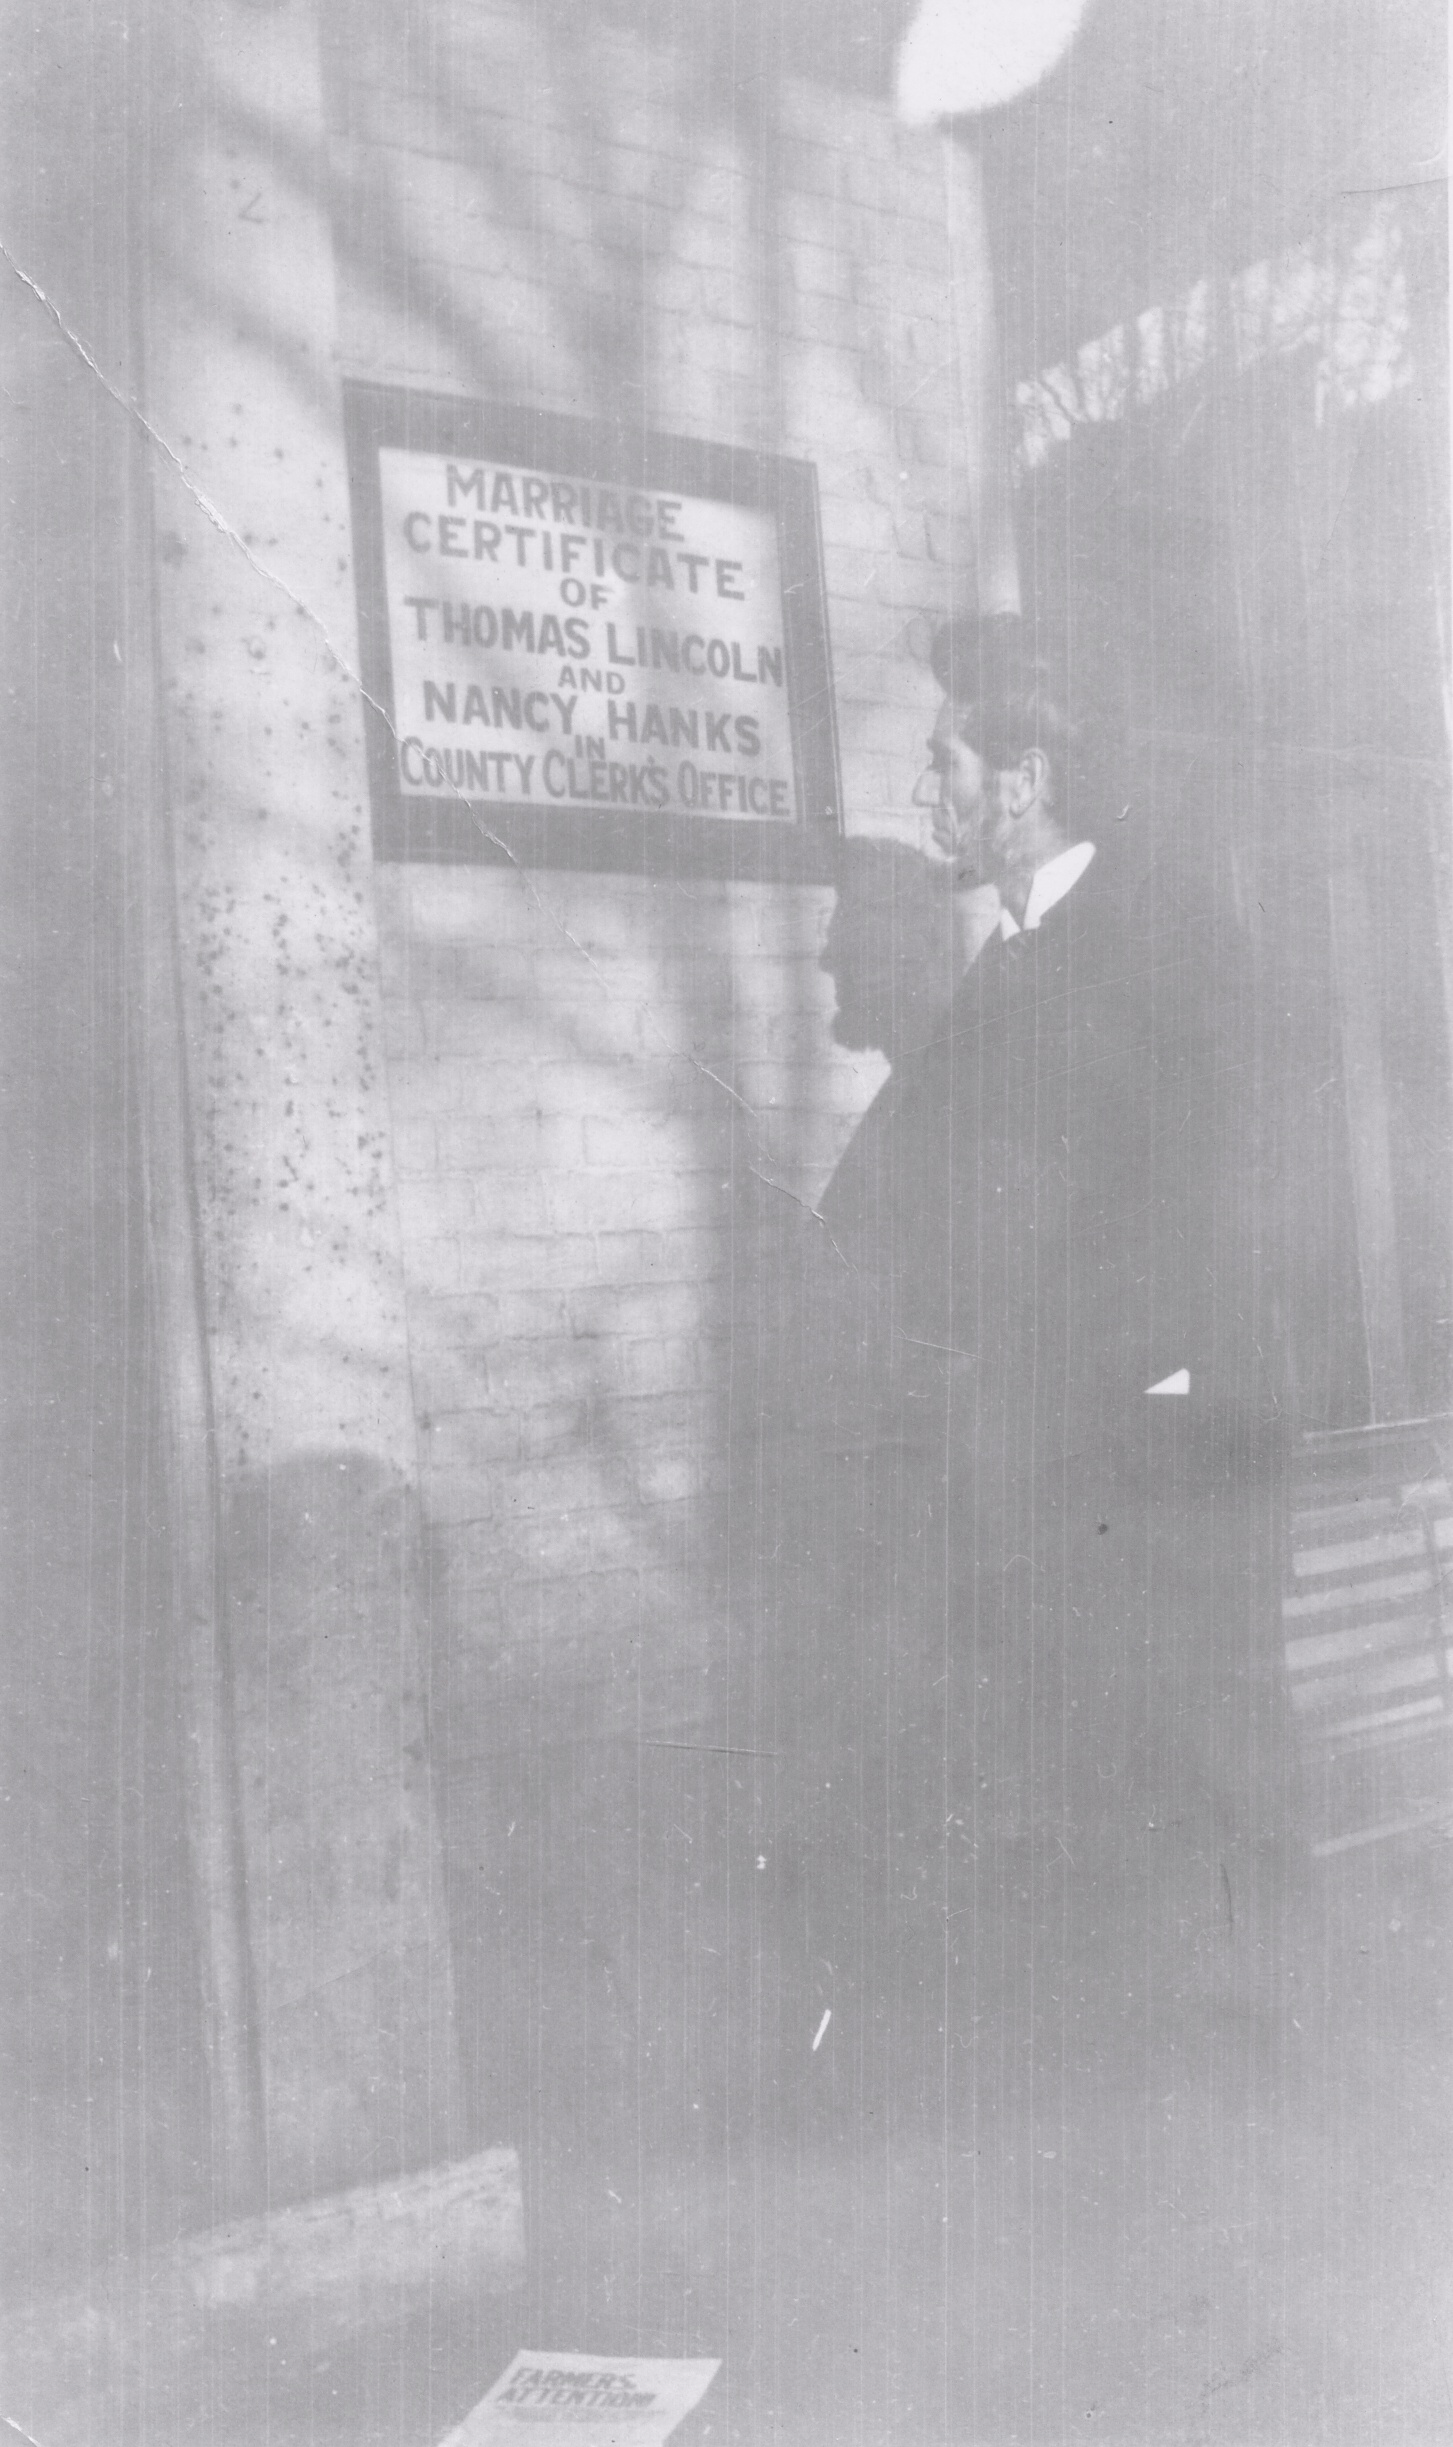 MARRIAGE
CERTIFICATE
OF
THOMAS LINCOLN
AND
NANCY HANKS
IN
COUNTY CLERK'S OFFICE
FARMERS
ATTENTION!